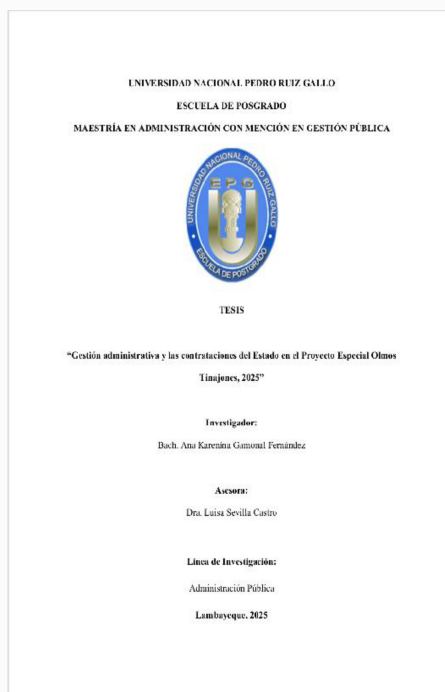 UNIVERSIDAD NACIONAL PEDRO RUIZ GALLO
ESCUELA DE POSGRADO
MAESTRÍA EN ADMINISTRACIÓN CON MENCIÓN EN GESTIÓN PÚBLICA
UNIVERSIDAD NACIONAL PEDRO RUIZ GALLO
EPG
ESCUELA DE POSTGRADO
TESIS
“Gestión administrativa y las contrataciones del Estado en el Proyecto Especial Olmos
Tinajones, 2025”
Investigador:
Bach. Ana Karenina Gamonal Fernández
Asesora:
Dra. Luisa Sevilla Castro
Línea de Investigación:
Administración Pública
Lambayeque, 2025